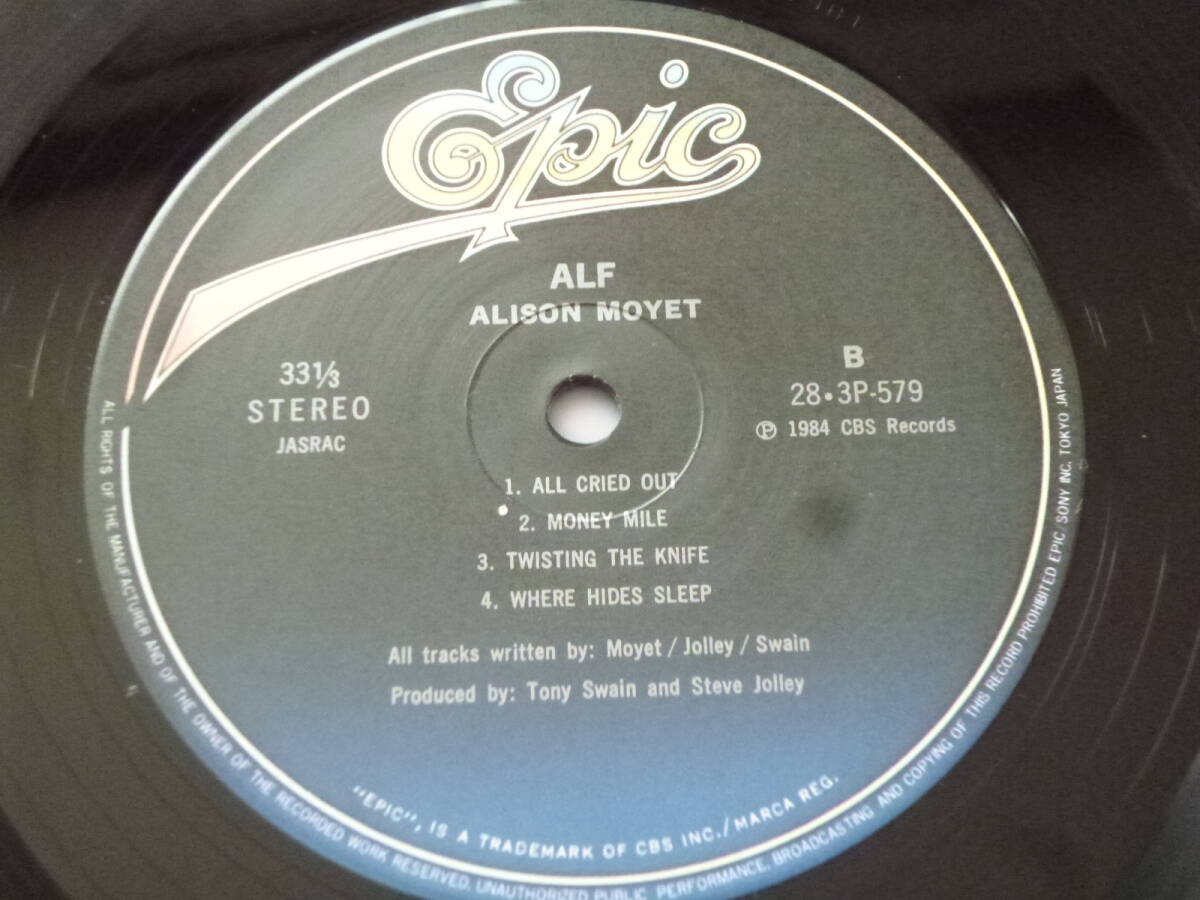 Epic
ALF
ALISON MOYET
33⅓
STEREO
JASRAC
B
28・3P-579
Ⓟ 1984 CBS Records
1. ALL CRIED OUT
2. MONEY MILE
3. TWISTING THE KNIFE
4. WHERE HIDES SLEEP
All tracks written by: Moyet / Jolley / Swain
Produced by: Tony Swain and Steve Jolley
"EPIC", IS A TRADEMARK OF CBS INC./MARCA REG.
ALL RIGHTS OF THE MANUFACTURER AND OF THE OWNER OF THE RECORDED WORK RESERVED. UNAUTHORIZED PUBLIC PERFORMANCE, BROADCASTING AND COPYING OF THIS RECORD PROHIBITED EPIC/SONY INC. TOKYO JAPAN